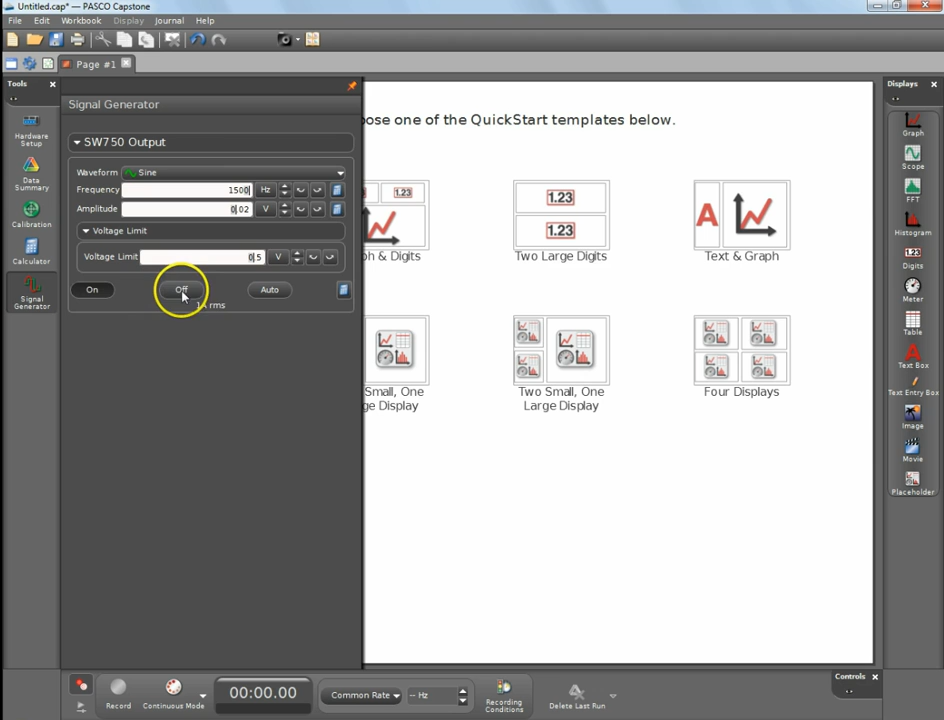 Untitled.cap* — PASCO Capstone
File Edit Workbook Display Journal Help
Page #1
Tools
Hardware
Setup
Data
Summary
Calibration
Calculator
Signal
Generator
Signal Generator
SW750 Output
Waveform Sine
Frequency 1500 Hz
Amplitude 0.02 V
Voltage Limit
Voltage Limit 0.5 V
On Off Auto
rms
ose one of the QuickStart templates below.
1.23
h & Digits
1.23
1.23
Two Large Digits
A
Text & Graph
Small, One
ge Display
Two Small, One
Large Display
Four Displays
Displays
Graph
Scope
FFT
Histogram
1.23
Digits
Meter
Table
A
Text Box
Text Entry Box
Image
Movie
Placeholder
Record
Continuous Mode
00:00.00
Common Rate -- Hz
Recording
Conditions
Delete Last Run
Controls